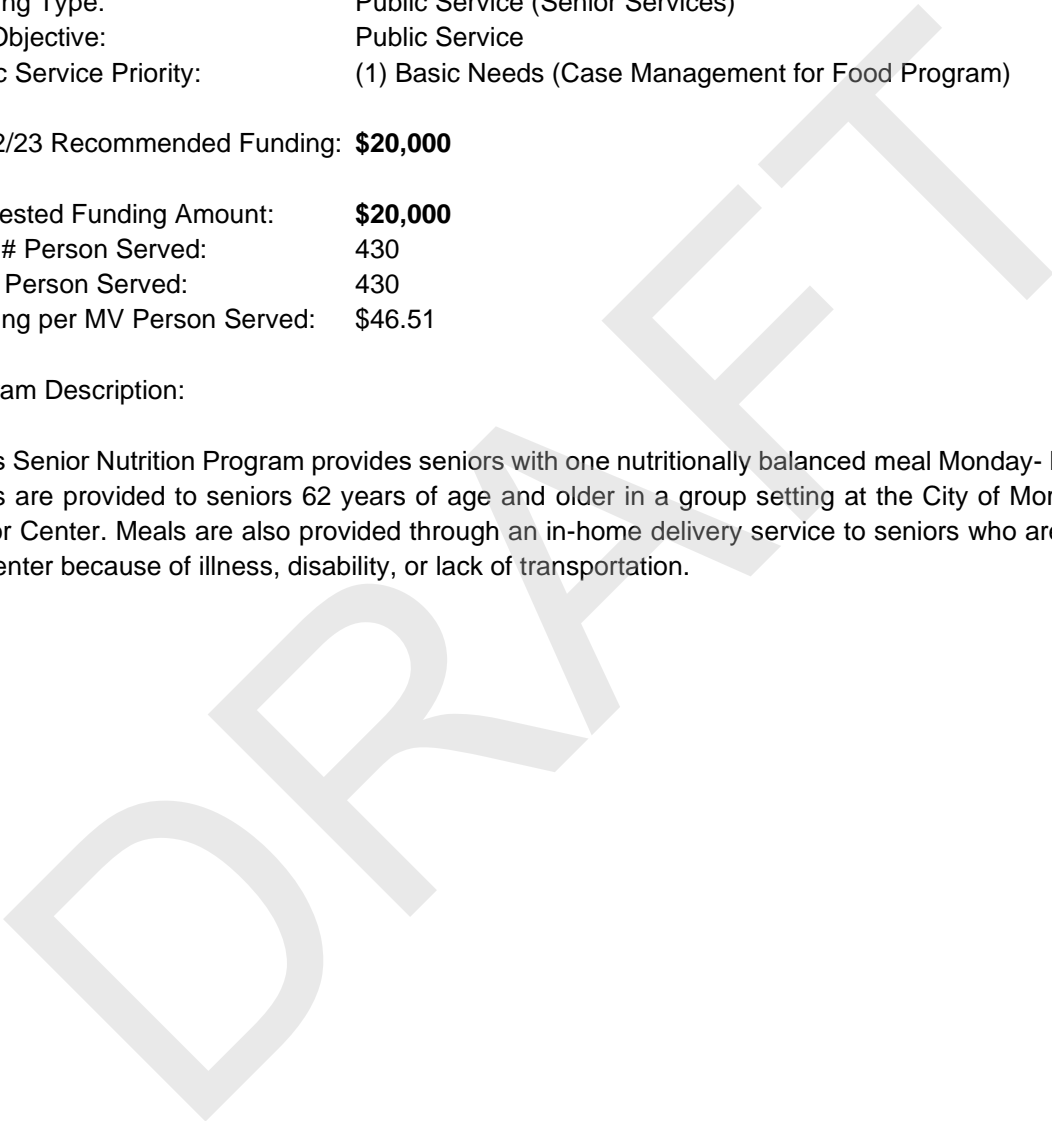 ng Type: Public Service (Senior Services)
Objective: Public Service
c Service Priority: (1) Basic Needs (Case Management for Food Program)
2/23 Recommended Funding: $20,000
ested Funding Amount: $20,000
# Person Served: 430
Person Served: 430
ng per MV Person Served: $46.51
am Description:
s Senior Nutrition Program provides seniors with one nutritionally balanced meal Monday-
s are provided to seniors 62 years of age and older in a group setting at the City of Mor
or Center. Meals are also provided through an in-home delivery service to seniors who are
enter because of illness, disability, or lack of transportation.
DRAFT